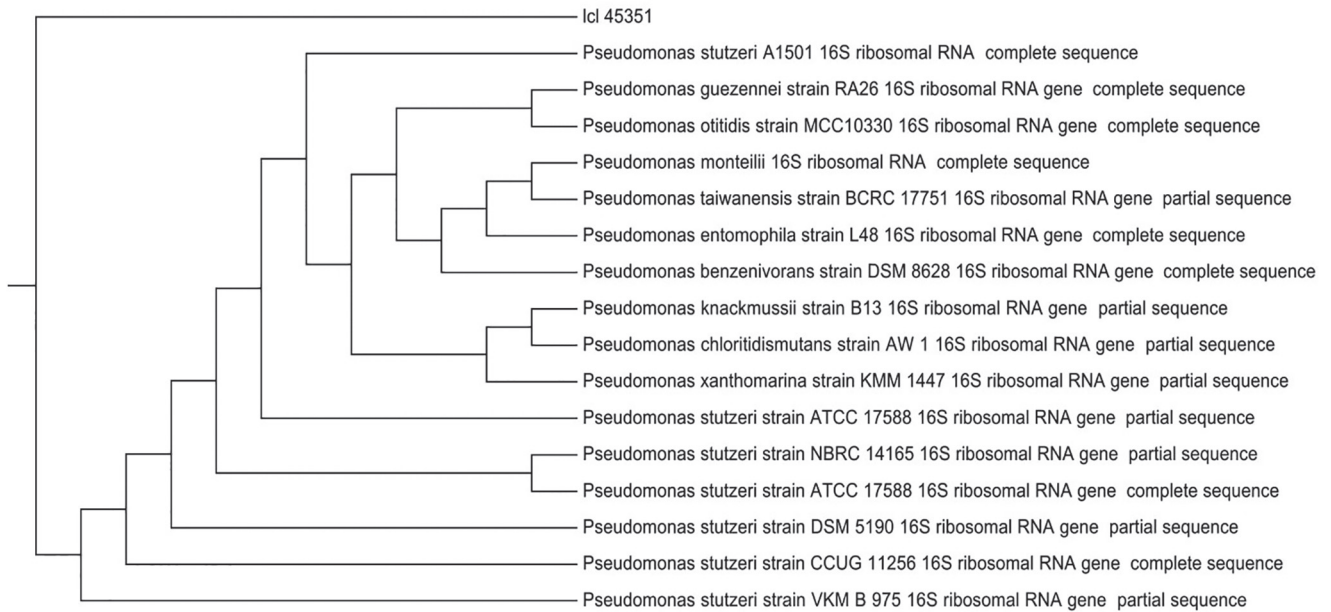 lcl 45351
Pseudomonas stutzeri A1501 16S ribosomal RNA complete sequence
Pseudomonas guezennei strain RA26 16S ribosomal RNA gene complete sequence
Pseudomonas otitidis strain MCC10330 16S ribosomal RNA gene complete sequence
Pseudomonas monteilii 16S ribosomal RNA complete sequence
Pseudomonas taiwanensis strain BCRC 17751 16S ribosomal RNA gene partial sequence
Pseudomonas entomophila strain L48 16S ribosomal RNA gene complete sequence
Pseudomonas benzenivorans strain DSM 8628 16S ribosomal RNA gene complete sequence
Pseudomonas knackmussii strain B13 16S ribosomal RNA gene partial sequence
Pseudomonas chloritidismutans strain AW 1 16S ribosomal RNA gene partial sequence
Pseudomonas xanthomarina strain KMM 1447 16S ribosomal RNA gene partial sequence
Pseudomonas stutzeri strain ATCC 17588 16S ribosomal RNA gene partial sequence
Pseudomonas stutzeri strain NBRC 14165 16S ribosomal RNA gene partial sequence
Pseudomonas stutzeri strain ATCC 17588 16S ribosomal RNA gene complete sequence
Pseudomonas stutzeri strain DSM 5190 16S ribosomal RNA gene partial sequence
Pseudomonas stutzeri strain CCUG 11256 16S ribosomal RNA gene complete sequence
Pseudomonas stutzeri strain VKM B 975 16S ribosomal RNA gene partial sequence